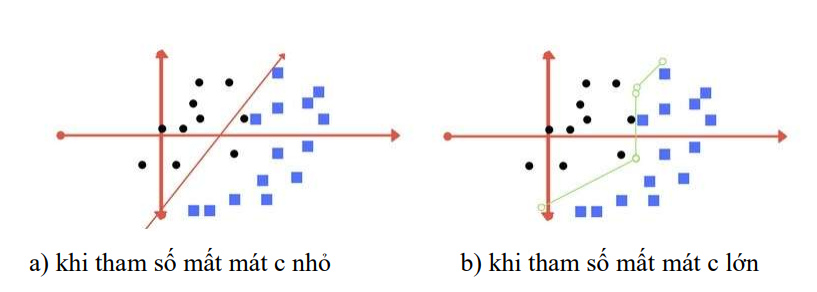 a) khi tham số mất mát c nhỏ
b) khi tham số mất mát c lớn